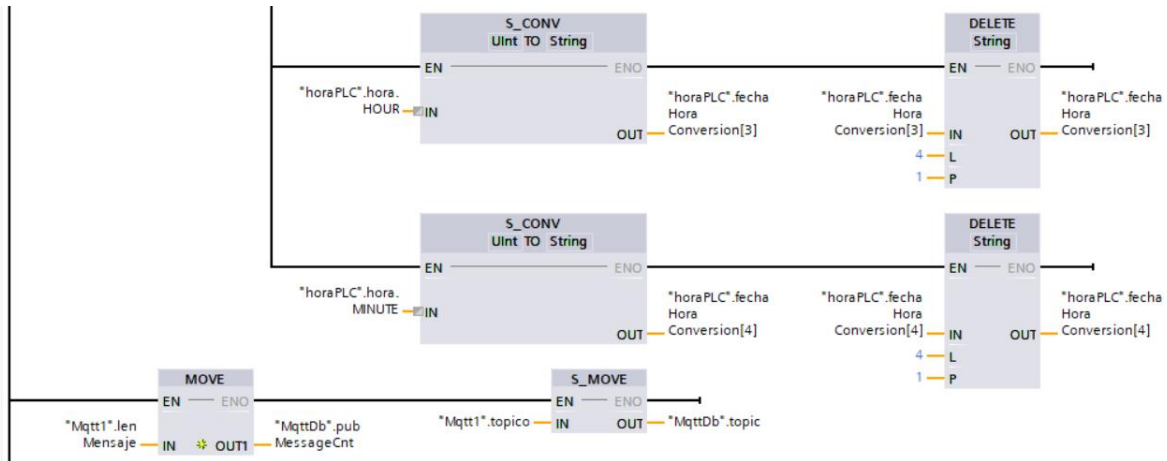 S_CONV
UInt TO String
EN
ENO
"horaPLC".hora.
HOUR
IN
OUT
"horaPLC".fecha
Hora
Conversion[3]
DELETE
String
EN
ENO
"horaPLC".fecha
Hora
Conversion[3]
IN
4
L
1
P
OUT
"horaPLC".fecha
Hora
Conversion[3]
S_CONV
UInt TO String
EN
ENO
"horaPLC".hora.
MINUTE
IN
OUT
"horaPLC".fecha
Hora
Conversion[4]
DELETE
String
EN
ENO
"horaPLC".fecha
Hora
Conversion[4]
IN
4
L
1
P
OUT
"horaPLC".fecha
Hora
Conversion[4]
MOVE
EN
ENO
"Mqtt1".len
Mensaje
IN
OUT1
"MqttDb".pub
MessageCnt
S_MOVE
EN
ENO
"Mqtt1".topico
IN
OUT
"MqttDb".topic